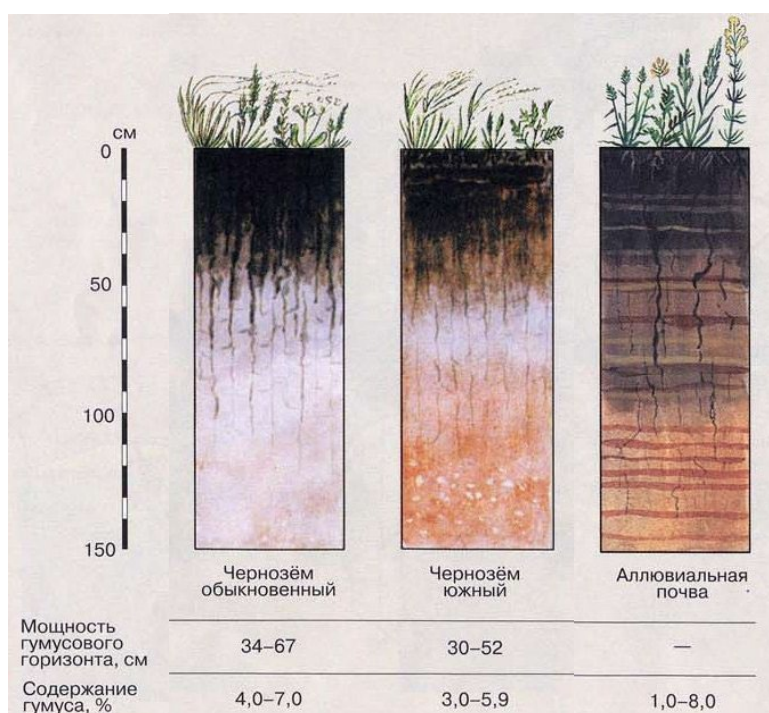 см
0
50
100
150
Чернозём
обыкновенный
Чернозём
южный
Аллювиальная
почва
Мощность
гумусового
горизонта, см
34–67
30–52
—
Содержание
гумуса, %
4,0–7,0
3,0–5,9
1,0–8,0